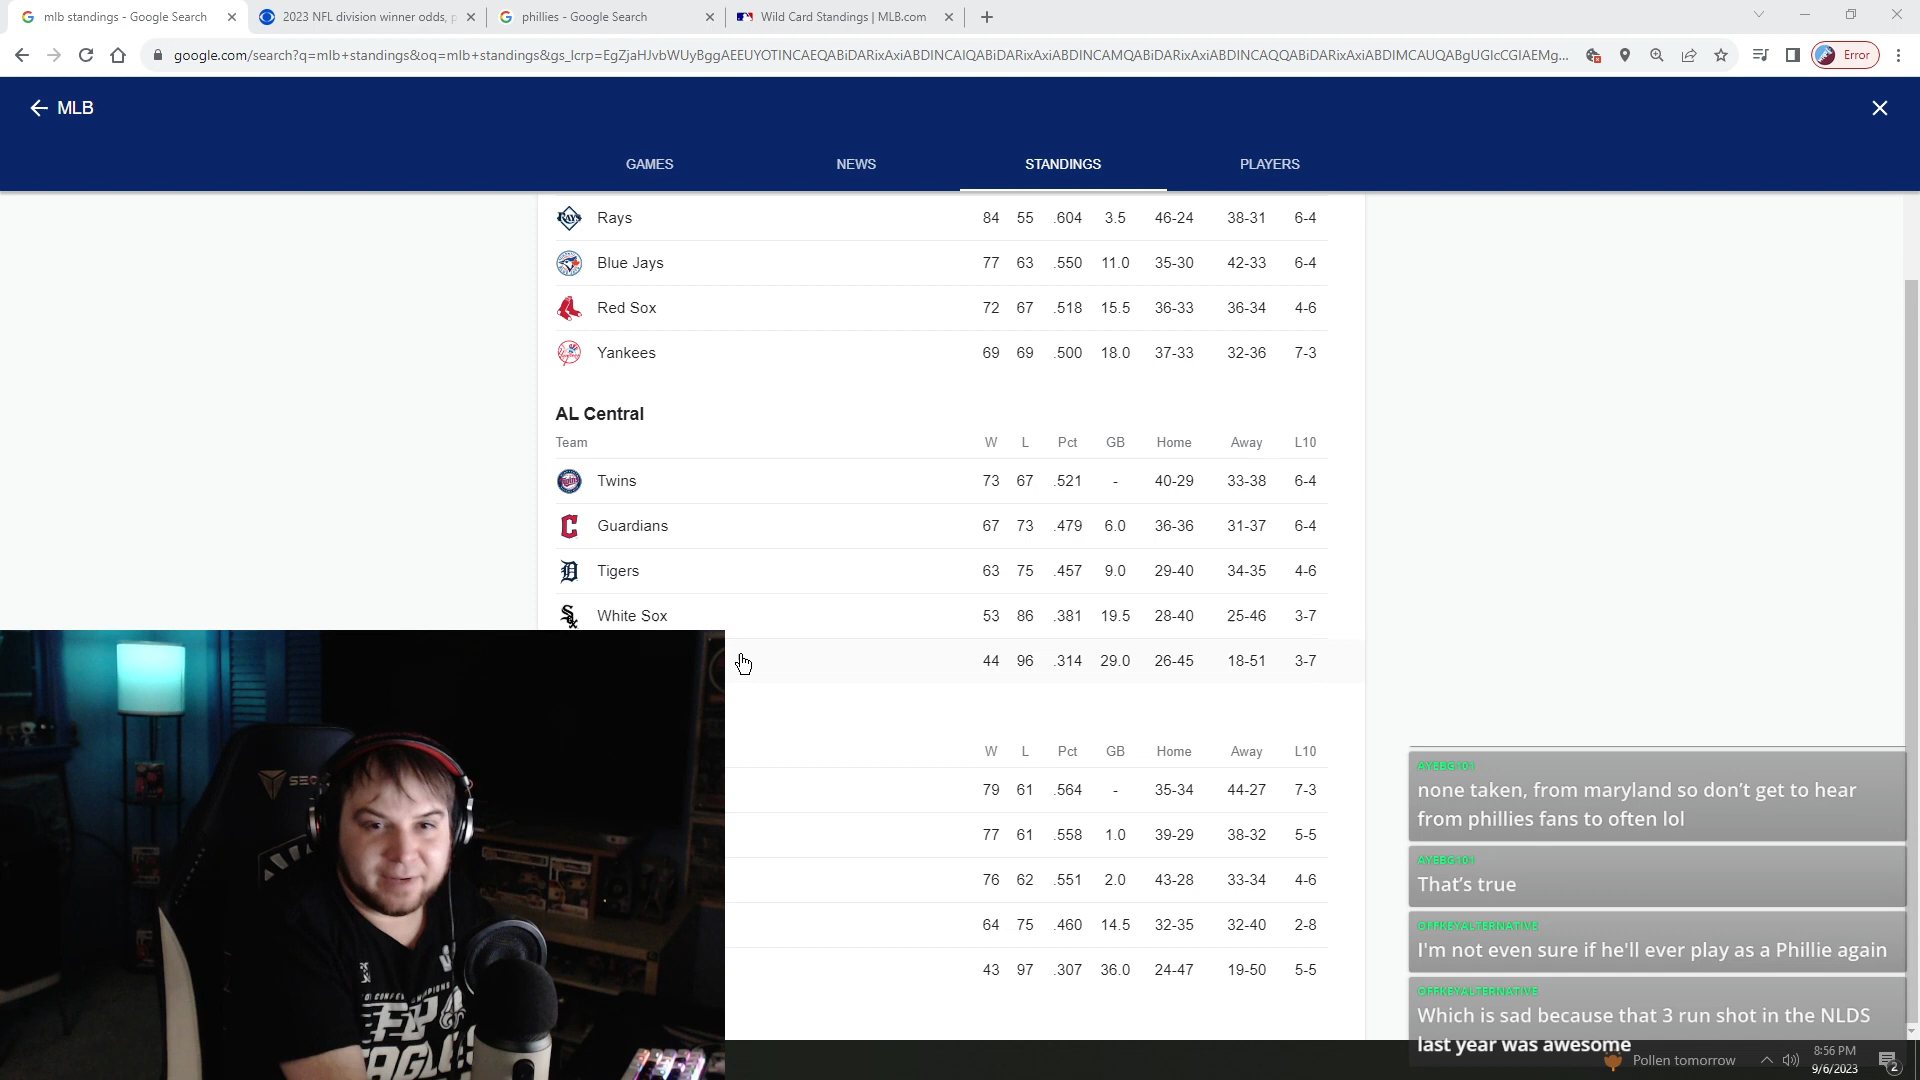 mlb standings - Google Search
2023 NFL division winner odds, p
phillies - Google Search
Wild Card Standings | MLB.com
google.com/search?q=mlb+standings&oq=mlb+standings&gs_lcrp=EgZjaHJvbWUyBggAEEUYOTINCAEQABiDARixAxiABDINCAIQABiDARixAxiABDINCAMQABiDARixAxiABDINCAQQABiDARixAxiABDIMCAUQABgUGIcCGIAEMg...
Error
MLB
GAMES NEWS STANDINGS PLAYERS
Rays 84 55 .604 3.5 46-24 38-31 6-4
Blue Jays 77 63 .550 11.0 35-30 42-33 6-4
Red Sox 72 67 .518 15.5 36-33 36-34 4-6
Yankees 69 69 .500 18.0 37-33 32-36 7-3
AL Central
Team W L Pct GB Home Away L10
Twins 73 67 .521 - 40-29 33-38 6-4
Guardians 67 73 .479 6.0 36-36 31-37 6-4
Tigers 63 75 .457 9.0 29-40 34-35 4-6
White Sox 53 86 .381 19.5 28-40 25-46 3-7
44 96 .314 29.0 26-45 18-51 3-7
W L Pct GB Home Away L10
79 61 .564 - 35-34 44-27 7-3
77 61 .558 1.0 39-29 38-32 5-5
76 62 .551 2.0 43-28 33-34 4-6
64 75 .460 14.5 32-35 32-40 2-8
43 97 .307 36.0 24-47 19-50 5-5
AYEBG101
none taken, from maryland so don't get to hear
from phillies fans to often lol
AYEBG101
That's true
OFFKEYALTERNATIVE
I'm not even sure if he'll ever play as a Phillie again
OFFKEYALTERNATIVE
Which is sad because that 3 run shot in the NLDS
last year was awesome
Pollen tomorrow
8:56 PM
9/6/2023
2